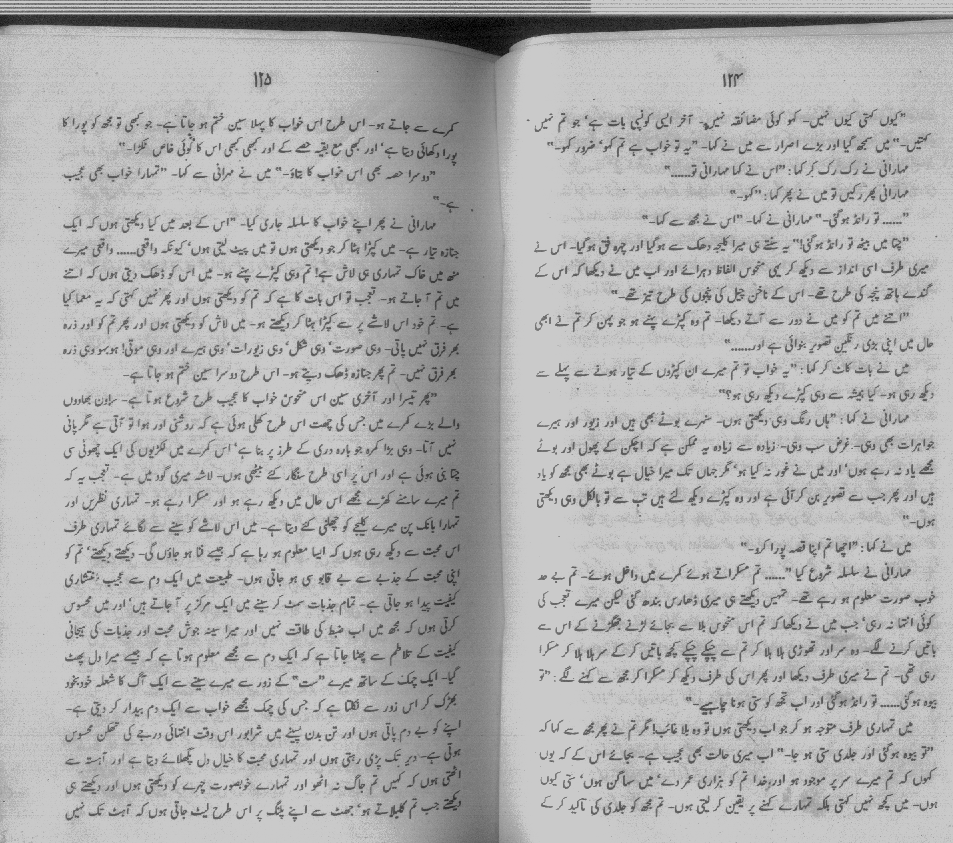 ۱۲۴
"کیوں کہتی کیوں نہیں۔ کہو کوئی مضائقہ نہیں۔ آخر ایسی کونسی بات ہے' جو تم نہیں
کہتیں۔" میں سمجھ گیا اور بڑے اصرار سے میں نے کہا۔ "یہ تو خواب ہے تم کہو' ضرور کہو۔"
مہارانی نے رک رک کر کہا: "اس نے کہا مہارانی تو......"
مہارانی پھر رکیں تو میں نے پھر کہا: "کہو۔"
"...... تو رانڈ ہو گئی۔" مہارانی نے کہا۔ "اس نے مجھ سے کہا۔"
"چتا میں بیٹھ تو رانڈ ہو گئی!" یہ سنتے ہی میرا کلیجہ دھک سے ہو گیا اور چہرہ فق ہو گیا۔ اس نے
میری طرف اسی انداز سے دیکھ کر یہی منحوس الفاظ دہرائے اور اب میں نے دیکھا کہ اس کے
گندے ہاتھ پنجہ کی طرح تھے۔ اس کے ناخن چیل کی پنجوں کی طرح تیز تھے۔"
"اتنے میں تم کو میں نے دور سے آتے دیکھا۔ تم وہ کپڑے پہنے ہو جو پہن کر تم نے ابھی
حال میں اپنی بڑی رنگین تصویر بنوائی ہے اور......"
میں نے بات کاٹ کر کہا: "یہ خواب تو تم میرے ان کپڑوں کے تیار ہونے سے پہلے سے
دیکھ رہی ہو۔ کیا ہمیشہ سے وہی کپڑے دیکھ رہی ہو؟"
مہارانی نے کہا: "ہاں رنگ وہی دیکھتی ہوں۔ سنہرے بوٹے بھی ہیں اور زیور اور ہیرے
جواہرات بھی وہی۔ غرض سب وہی۔ زیادہ سے زیادہ یہ ممکن ہے کہ اچکن کے پھول اور بوٹے
مجھے یاد نہ رہے ہوں' اور میں نے غور نہ کیا ہو' مگر جہاں تک میرا خیال ہے بوٹے بھی مجھ کو یاد
ہیں اور پھر جب سے تصویر بن کر آئی ہے اور وہ کپڑے دیکھ لئے ہیں تب سے تو بالکل وہی دیکھتی
ہوں۔"
میں نے کہا: "اچھا تم اپنا قصہ پورا کرو۔"
مہارانی نے سلسلہ شروع کیا "...... تم مسکراتے ہوئے کمرے میں داخل ہوئے۔ تم بے حد
خوب صورت معلوم ہو رہے تھے۔ تمہیں دیکھتے ہی میری ڈھارس بندھ گئی لیکن میرے تعجب کی
کوئی انتہا نہ رہی' جب میں نے دیکھا کہ تم اس منحوس بلا سے بجائے لڑنے جھگڑنے کے اس سے
باتیں کرنے لگے۔ وہ سر اور تھوڑی ہلا ہلا کر تم سے چپکے چپکے کچھ باتیں کر کے سر ہلا ہلا کر مسکرا
رہی تھی۔ تم نے میری طرف دیکھا اور پھر اس کی طرف دیکھ کر مسکرا کر مجھ سے کہنے لگے: "تو
بیوہ ہو گئی...... تو رانڈ ہو گئی اور اب تجھ کو ستی ہونا چاہیے۔"
میں تمہاری طرف متوجہ ہو کر جو اب دیکھتی ہوں تو وہ بلا غائب! مگر تم نے پھر مجھ سے کہا کہ
"تو بیوہ ہو گئی اور جلدی ستی ہو جا۔" اب میری حالت بھی عجیب ہے۔ بجائے اس کے کہ یوں
کہوں کہ تم میرے سر پر موجود ہو اور خدا تم کو ہزاری عمر دے' میں ساگن ہوں' ستی کیوں
ہوں۔ میں کچھ نہیں کہتی بلکہ تمہارے کہنے پر یقین کر لیتی ہوں۔ تم مجھ کو جلدی کی تاکید کر کے
۱۲۵
کمرے سے جاتے ہو۔ اس طرح اس خواب کا پہلا سین ختم ہو جاتا ہے۔ جو کبھی تو مجھ کو پورا کا
پورا دکھائی دیتا ہے' اور کبھی مع بقیہ حصے کے اور کبھی کبھی اس کا کوئی خاص ٹکڑا۔"
"دوسرا حصہ بھی اس خواب کا بتاؤ۔" میں نے مہرانی سے کہا۔ "تمہارا خواب بھی عجیب
ہے۔"
مہارانی نے پھر اپنے خواب کا سلسلہ جاری کیا۔ "اس کے بعد میں کیا دیکھتی ہوں کہ ایک
جنازہ تیار ہے۔ میں کپڑا ہٹا کر جو دیکھتی ہوں تو میں پیٹ لیتی ہوں' کیونکہ واقعی...... واقعی میرے
منھ میں خاک تمہاری ہی لاش ہے! تم وہی کپڑے پہنے ہو۔ میں اس کو ڈھک دیتی ہوں کہ اتنے
میں تم آ جاتے ہو۔ تعجب تو اس بات کا ہے کہ تم کو دیکھتی ہوں اور پھر نہیں کہتی کہ یہ معما کیا
ہے۔ تم خود اس لاشے پر سے کپڑا ہٹا کر دیکھتے ہو۔ میں لاش کو دیکھتی ہوں اور پھر تم کو اور ذرہ
بھر فرق نہیں پاتی۔ وہی صورت' وہی شکل' وہی زیورات' وہی ہیرے اور وہی موتی! ہوبہو وہی ذرہ
بھر فرق نہیں۔ تم پھر جنازہ ڈھک دیتے ہو۔ اس طرح دوسرا سین ختم ہو جاتا ہے۔
"پھر تیسرا اور آخری سین اس منحوس خواب کا عجیب طرح شروع ہوتا ہے۔ ساون بھادوں
والے بڑے کمرے میں جس کی چھت اس طرح کھلی ہوئی ہے کہ روشنی اور ہوا تو آتی ہے مگر پانی
نہیں آتا۔ وہی بڑا کمرہ جو بارہ دری کے طرز پر بنا ہے' اس کمرے میں لکڑیوں کی ایک چھوٹی سی
چتا بنی ہوئی ہے اور اس پر اسی طرح سنگار کئے بیٹھی ہوں۔ لاشہ میری گود میں ہے۔ تعجب یہ کہ
تم میرے سامنے کھڑے مجھے اس حال میں دیکھ رہے ہو اور مسکرا رہے ہو۔ تمہاری نظریں اور
تمہارا بانک پن میرے کلیجے کو چھلنی کئے دیتا ہے۔ میں اس لاشے کو سینے سے لگائے تمہاری طرف
اس محبت سے دیکھ رہی ہوں کہ ایسا معلوم ہو رہا ہے کہ جیسے فنا ہو جاؤں گی۔ دیکھتے دیکھتے' تم کو
اپنی محبت کے جذبے سے بے قابو سی ہو جاتی ہوں۔ طبیعت میں ایک دم سے عجیب انتشاری
کیفیت پیدا ہو جاتی ہے۔ تمام جذبات سمٹ کر سینے میں ایک مرکز پر آ جاتے ہیں' اور میں محسوس
کرتی ہوں کہ مجھ میں اب ضبط کی طاقت نہیں اور میرا سینہ جوش محبت اور جذبات کی ہیجانی
کیفیت کے تلاطم سے پھٹا جاتا ہے کہ ایک دم سے مجھے معلوم ہوتا ہے کہ جیسے میرا دل پھٹ
گیا۔ ایک چمک کے ساتھ میرے "ست" کے زور سے میرے سینے سے ایک آگ کا شعلہ خودبخود
بھڑک کر اس زور سے نکلتا ہے کہ جس کی چمک مجھے خواب سے ایک دم بیدار کر دیتی ہے۔
اپنے کو بے دم پاتی ہوں اور تن بدن پسینے میں شرابور اس وقت انتہائی درجے کی تھکن محسوس
ہوتی ہے۔ دیر تک پڑی رہتی ہوں اور تمہاری محبت کا خیال دل پگھلائے دیتا ہے اور آہستہ سے
اٹھتی ہوں کہ کہیں تم جاگ نہ اٹھو اور تمہارے خوبصورت چہرے کو دیکھتی ہوں اور دیکھتے ہی
دیکھتے جب تم کلبلاتے ہو' جھٹ سے اپنے پلنگ پر اس طرح لیٹ جاتی ہوں کہ آہٹ تک نہیں